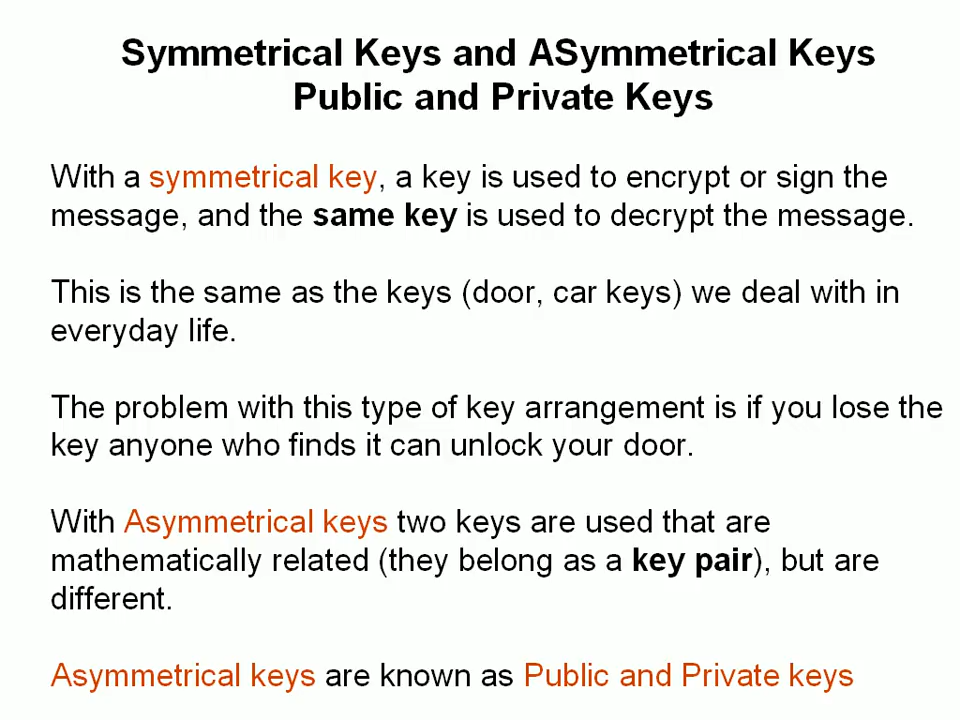 Symmetrical Keys and ASymmetrical Keys
Public and Private Keys
With a symmetrical key, a key is used to encrypt or sign the
message, and the same key is used to decrypt the message.
This is the same as the keys (door, car keys) we deal with in
everyday life.
The problem with this type of key arrangement is if you lose the
key anyone who finds it can unlock your door.
With Asymmetrical keys two keys are used that are
mathematically related (they belong as a key pair), but are
different.
Asymmetrical keys are known as Public and Private keys